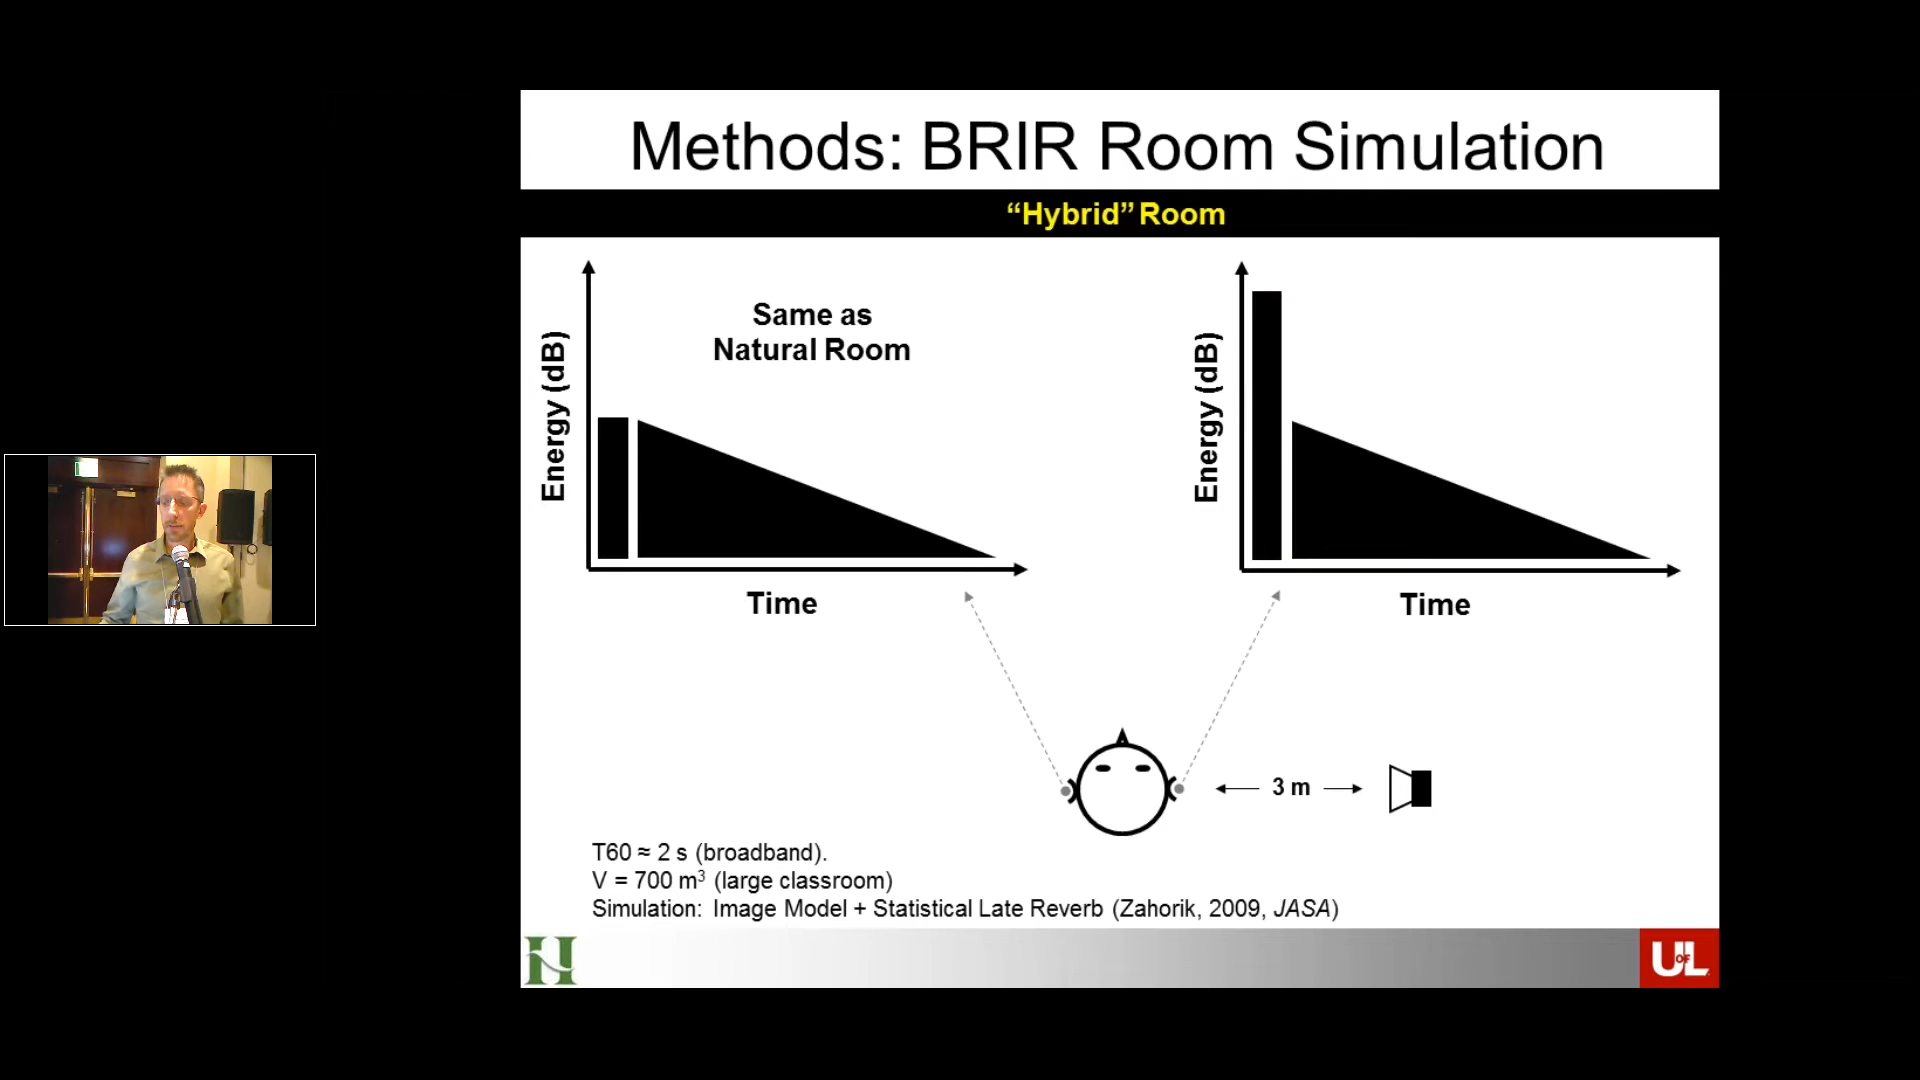 Methods: BRIR Room Simulation
“Hybrid” Room
Same as
Natural Room
Energy (dB)
Time
Energy (dB)
Time
3 m
T60 ≈ 2 s (broadband).
V = 700 m³ (large classroom)
Simulation: Image Model + Statistical Late Reverb (Zahorik, 2009, JASA)
H
UofL